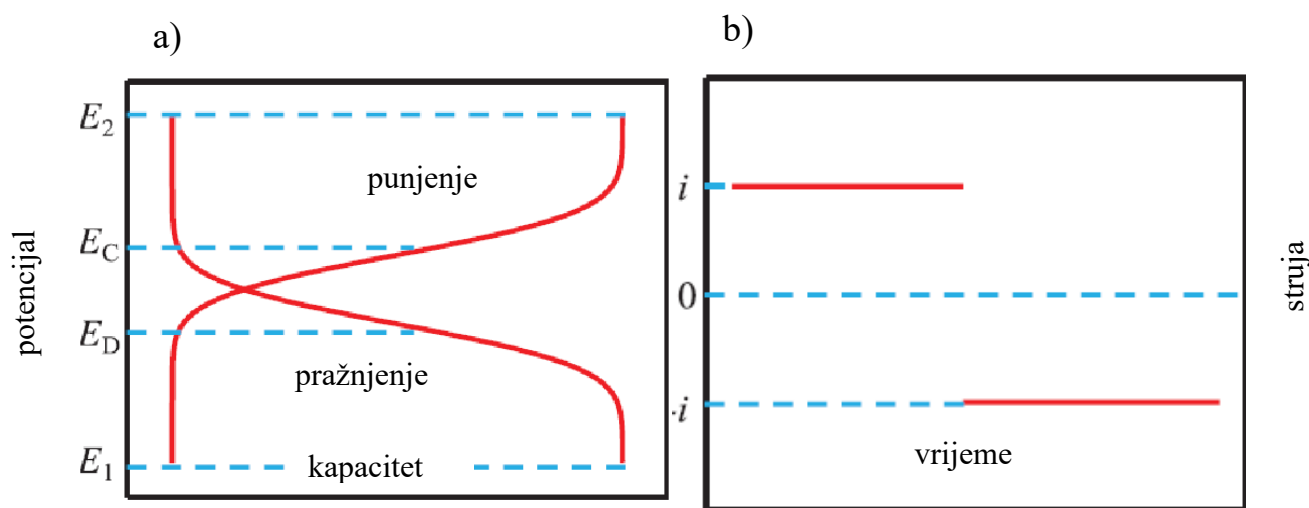 a)
potencijal
E2
EC
ED
E1
punjenje
pražnjenje
kapacitet
b)
i
0
-i
vrijeme
struja